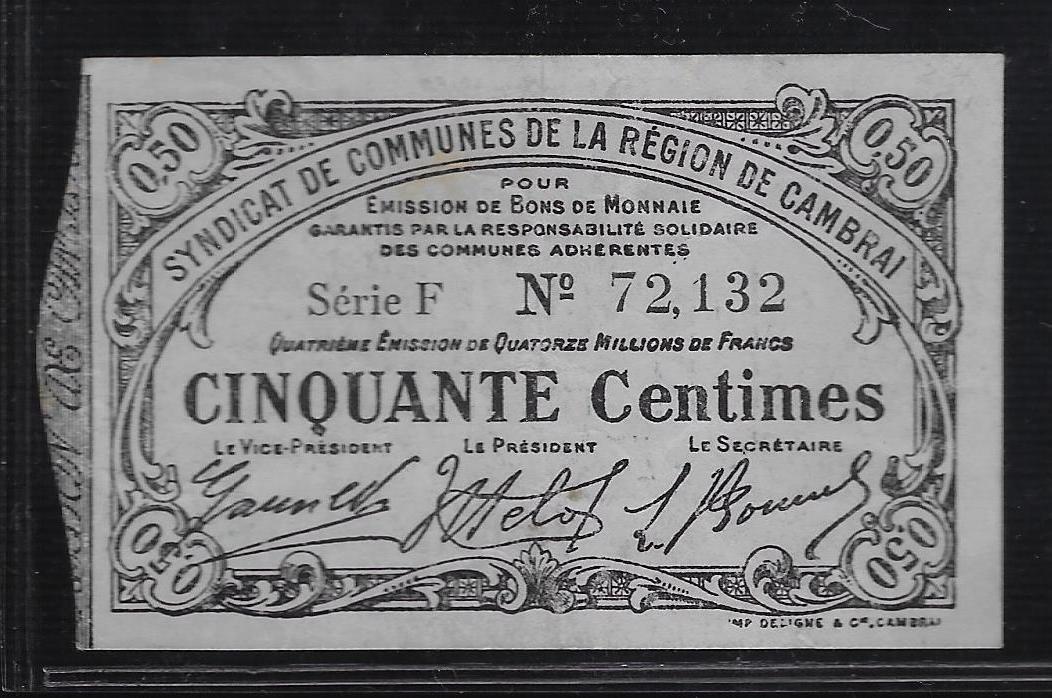 0,50
0,50
SYNDICAT DE COMMUNES DE LA RÉGION DE CAMBRAI
POUR
ÉMISSION DE BONS DE MONNAIE
GARANTIS PAR LA RESPONSABILITÉ SOLIDAIRE
DES COMMUNES ADHÉRENTES
Série F Nº 72,132
QUATRIÈME ÉMISSION DE QUATORZE MILLIONS DE FRANCS
CINQUANTE Centimes
LE VICE-PRÉSIDENT LE PRÉSIDENT LE SECRÉTAIRE
0,50
0,50
IMP DELIGNE & Cie, CAMBRAI